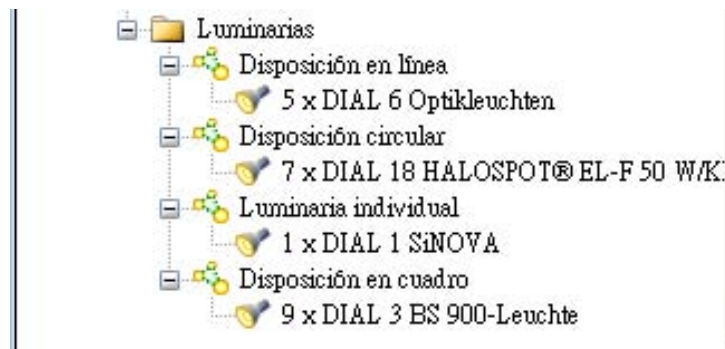 Luminarias
Disposición en línea
5 x DIAL 6 Optikleuchten
Disposición circular
7 x DIAL 18 HALOSPOT® EL-F 50 W/K
Luminaria individual
1 x DIAL 1 SiNOVA
Disposición en cuadro
9 x DIAL 3 BS 900-Leuchte